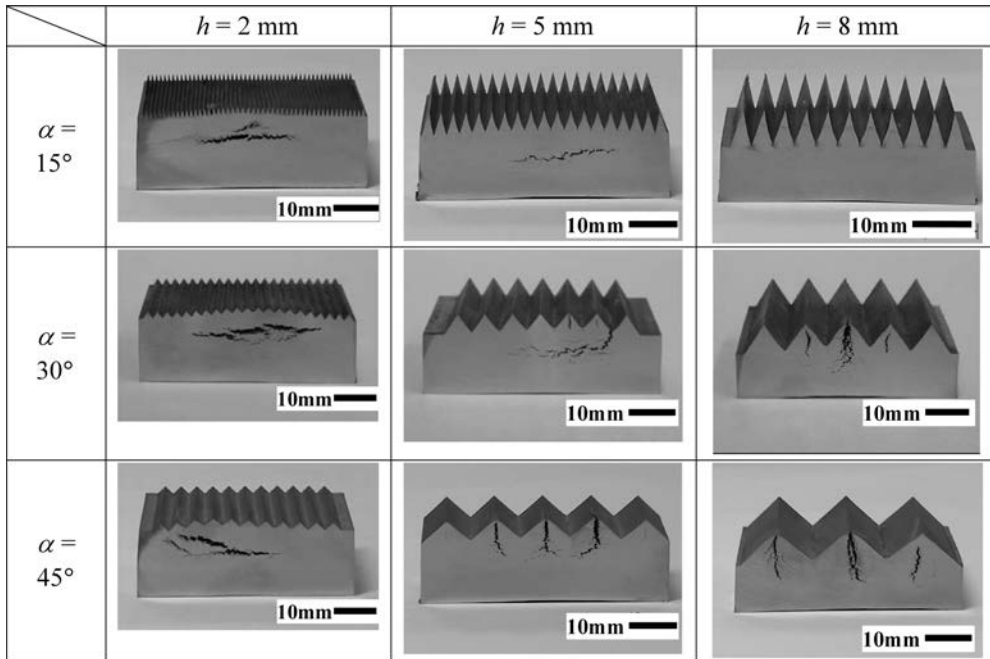 h = 2 mm
h = 5 mm
h = 8 mm
α =
15°
10mm
10mm
10mm
α =
30°
10mm
10mm
10mm
α =
45°
10mm
10mm
10mm